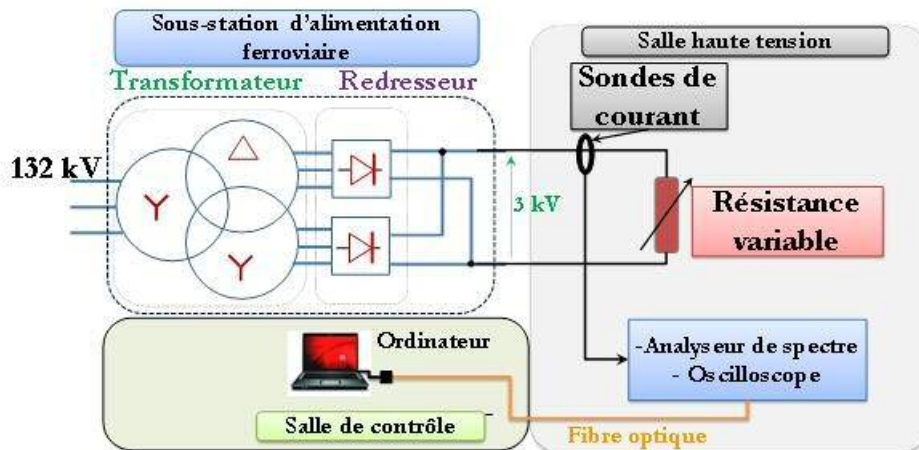 Sous-station d'alimentation
ferroviaire
Salle haute tension
Transformateur
Redresseur
Sondes de
courant
132 kV
3 kV
Résistance
variable
Ordinateur
-Analyseur de spectre
- Oscilloscope
Salle de contrôle
Fibre optique